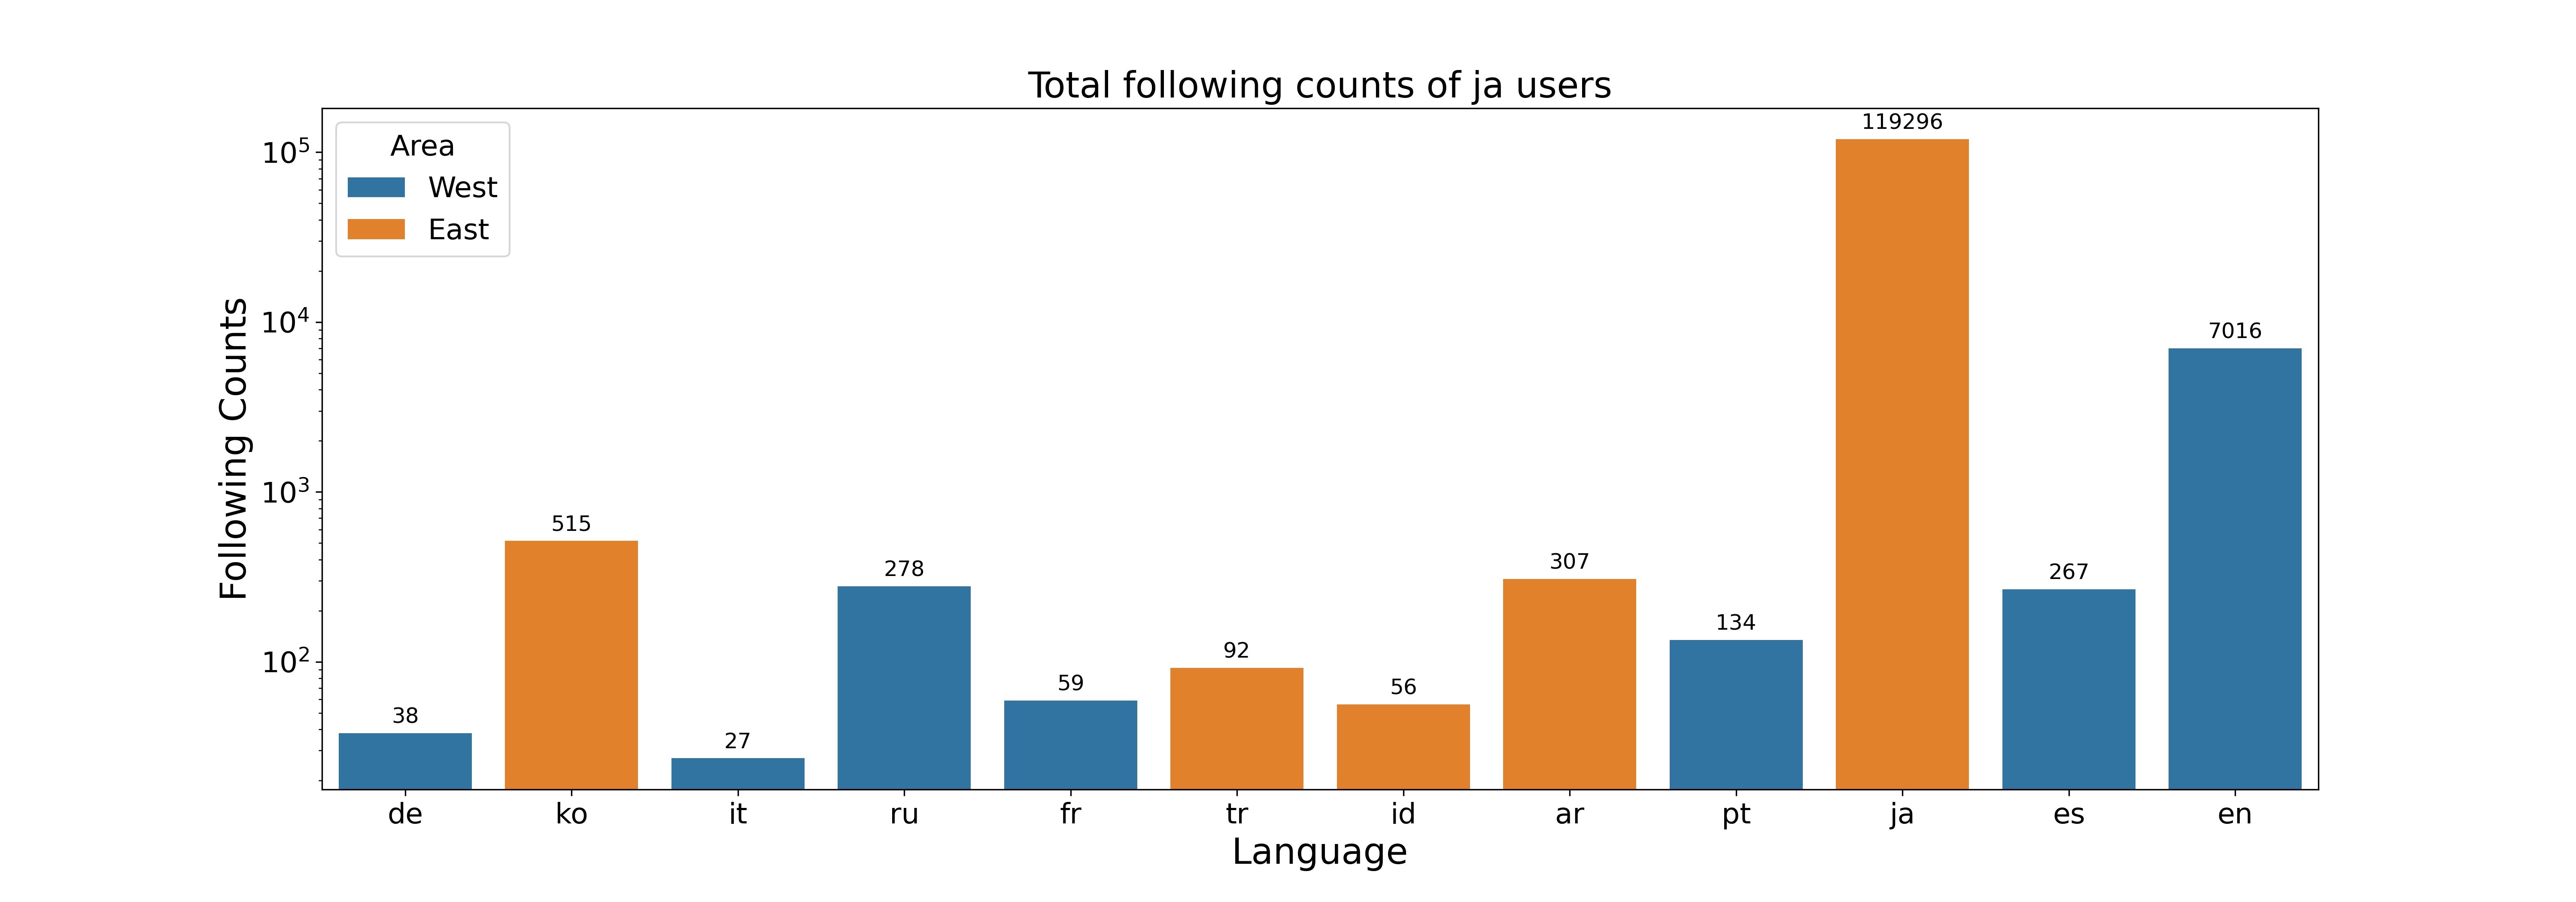 Total following counts of ja users
Area
West
East
10^5
10^4
10^3
10^2
Following Counts
38
515
27
278
59
92
56
307
134
119296
267
7016
de ko it ru fr tr id ar pt ja es en
Language